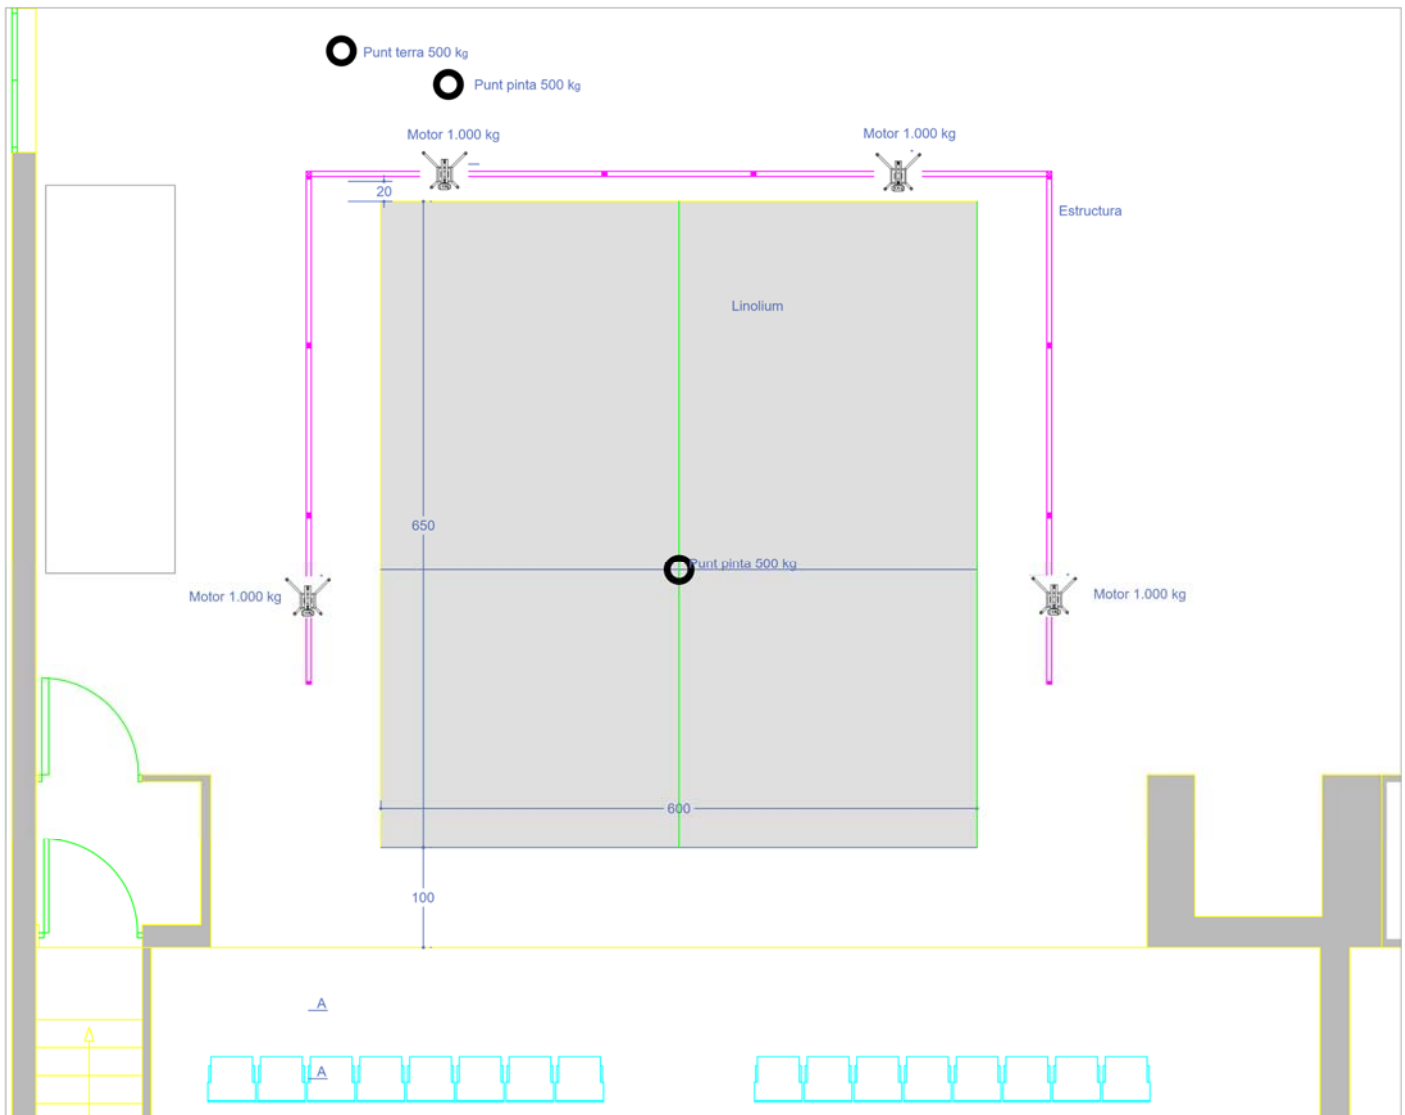 Punt terra 500 kg
Punt pinta 500 kg
Motor 1.000 kg
Motor 1.000 kg
20
Estructura
Linolium
650
Punt pinta 500 kg
Motor 1.000 kg
Motor 1.000 kg
600
100
A
A